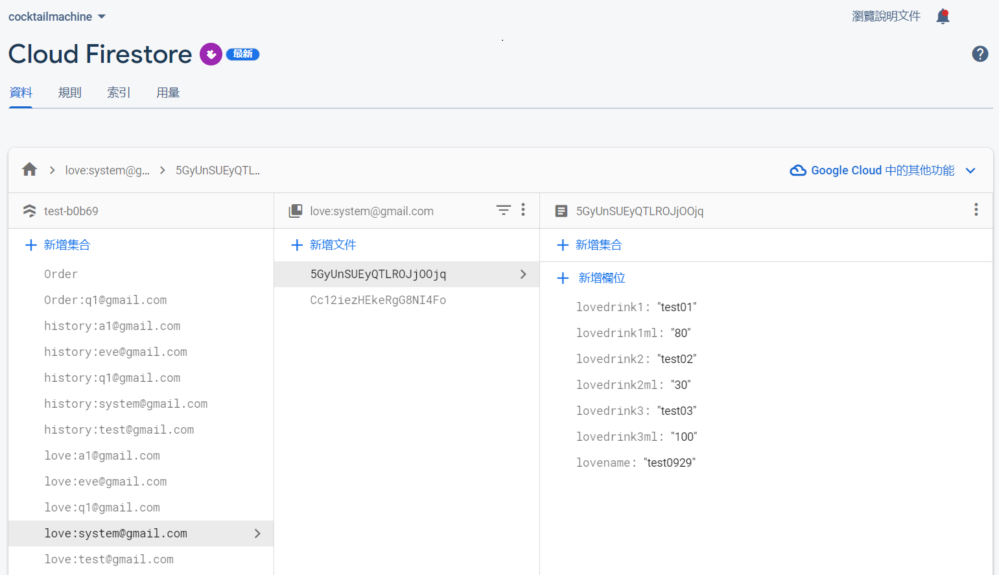 cocktailmachine
瀏覽說明文件
Cloud Firestore
最新
資料
規則
索引
用量
love:system@g...
5GyUnSUEyQTL..
Google Cloud 中的其他功能
test-b0b69
love:system@gmail.com
5GyUnSUEyQTLROJjOOjq
新增集合
Order
Order:q1@gmail.com
history:a1@gmail.com
history:eve@gmail.com
history:q1@gmail.com
history:system@gmail.com
history:test@gmail.com
love:a1@gmail.com
love:eve@gmail.com
love:q1@gmail.com
love:system@gmail.com
love:test@gmail.com
新增文件
5GyUnSUEyQTLROJjOOjq
Cc12iezHEkeRgG8NI4Fo
新增集合
新增欄位
lovedrink1: "test01"
lovedrink1ml: "80"
lovedrink2: "test02"
lovedrink2ml: "30"
lovedrink3: "test03"
lovedrink3ml: "100"
lovename: "test0929"